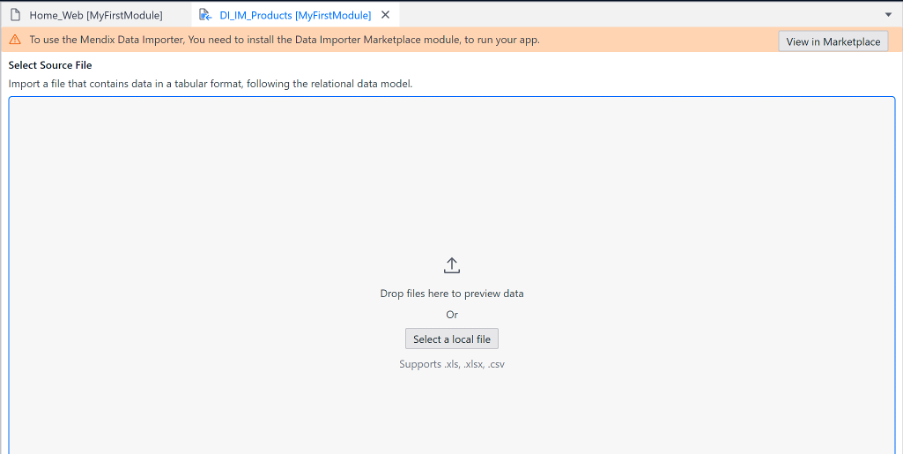 Home_Web [MyFirstModule]
DI_IM_Products [MyFirstModule]
To use the Mendix Data Importer, You need to install the Data Importer Marketplace module, to run your app.
View in Marketplace
Select Source File
Import a file that contains data in a tabular format, following the relational data model.
Drop files here to preview data
Or
Select a local file
Supports .xls, .xlsx, .csv